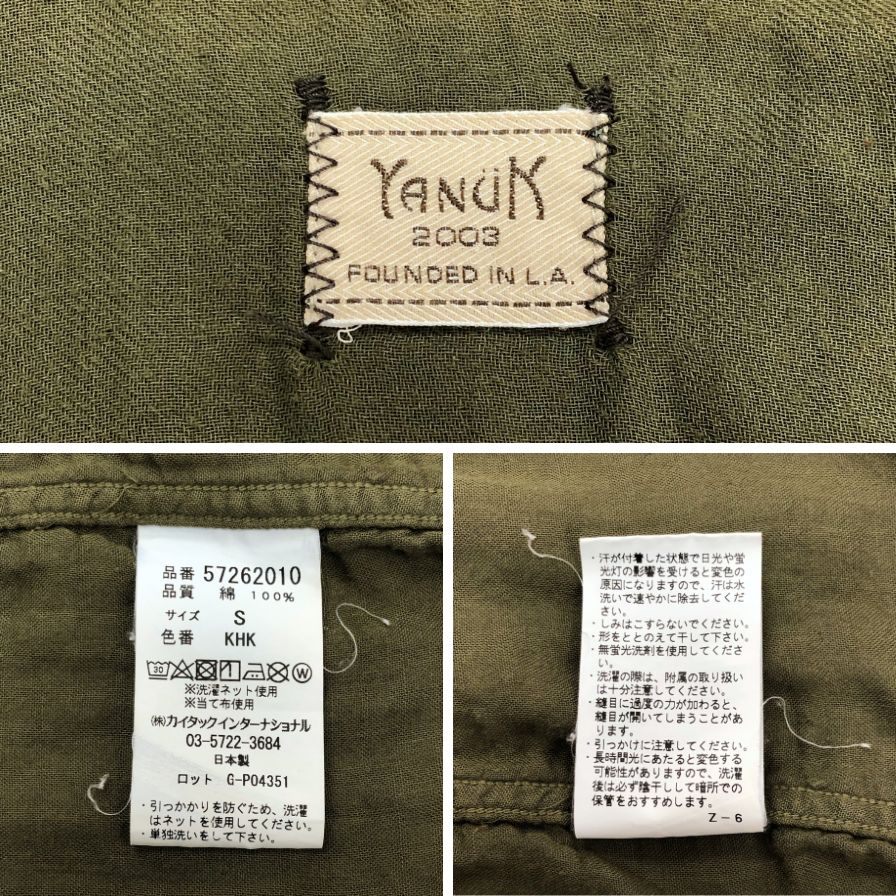 YANÜK
2003
FOUNDED IN L.A.
品番 57262010
品質 綿 100%
サイズ S
色番 KHK
30 W
※洗濯ネット使用
※当て布使用
(株)カイタックインターナショナル
03-5722-3684
日本製
ロット G-P04351
・引っかかりを防ぐため、洗濯
はネットを使用してください。
・単独洗いをして下さい。
・汗が付着した状態で日光や蛍
光灯の影響を受けると変色の
原因になりますので、汗は水
洗いで速やかに除去してくだ
さい。
・しみはこすらないでください。
・形をととのえて干して下さい。
・無蛍光洗剤を使用してくださ
い。
・洗濯の際は、附属の取り扱い
は十分注意してください。
・縫目に過度の力が加わると、
縫目が開いてしまうことがあ
ります。
・引っかけに注意してください。
・長時間光にあたると変色する
可能性がありますので、洗濯
後は必ず陰干しして暗所での
保管をおすすめします。
Z-6